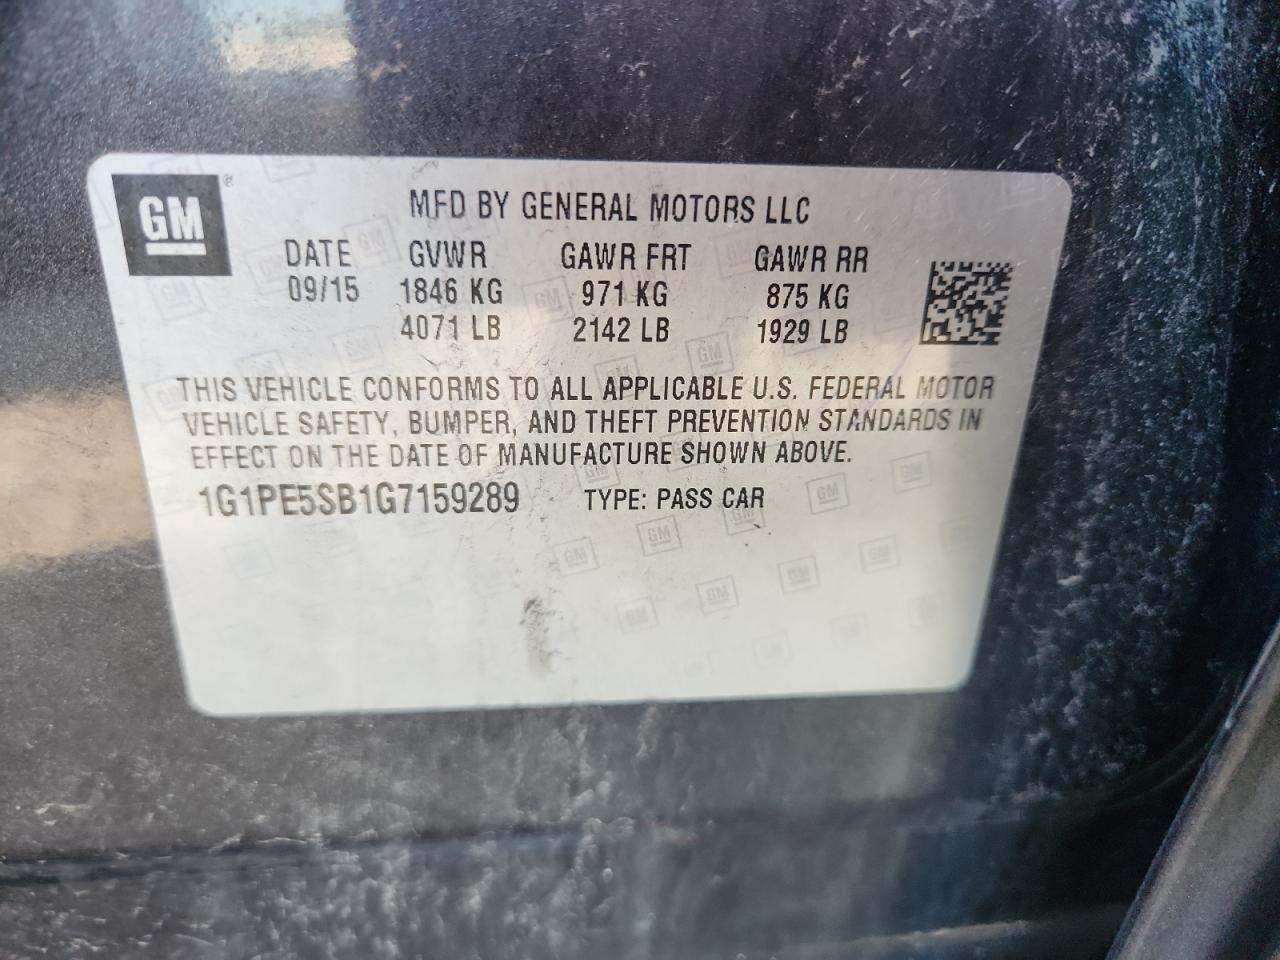 GM
MFD BY GENERAL MOTORS LLC
DATE GVWR GAWR FRT GAWR RR
09/15 1846 KG 971 KG 875 KG
4071 LB 2142 LB 1929 LB
THIS VEHICLE CONFORMS TO ALL APPLICABLE U.S. FEDERAL MOTOR
VEHICLE SAFETY, BUMPER, AND THEFT PREVENTION STANDARDS IN
EFFECT ON THE DATE OF MANUFACTURE SHOWN ABOVE.
1G1PE5SB1G7159289 TYPE: PASS CAR